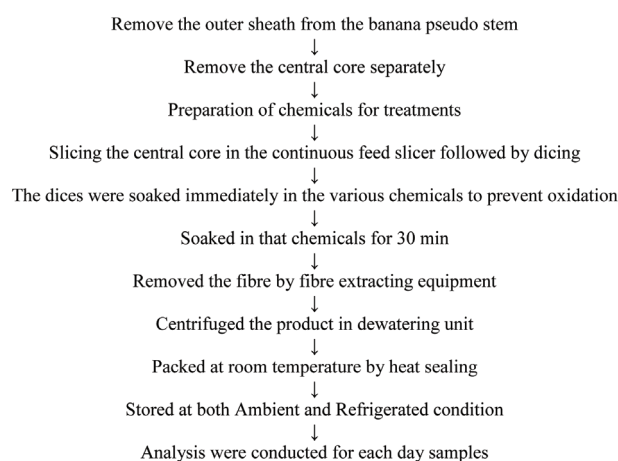 Remove the outer sheath from the banana pseudo stem
↓
Remove the central core separately
↓
Preparation of chemicals for treatments
↓
Slicing the central core in the continuous feed slicer followed by dicing
↓
The dices were soaked immediately in the various chemicals to prevent oxidation
↓
Soaked in that chemicals for 30 min
↓
Removed the fibre by fibre extracting equipment
↓
Centrifuged the product in dewatering unit
↓
Packed at room temperature by heat sealing
↓
Stored at both Ambient and Refrigerated condition
↓
Analysis were conducted for each day samples